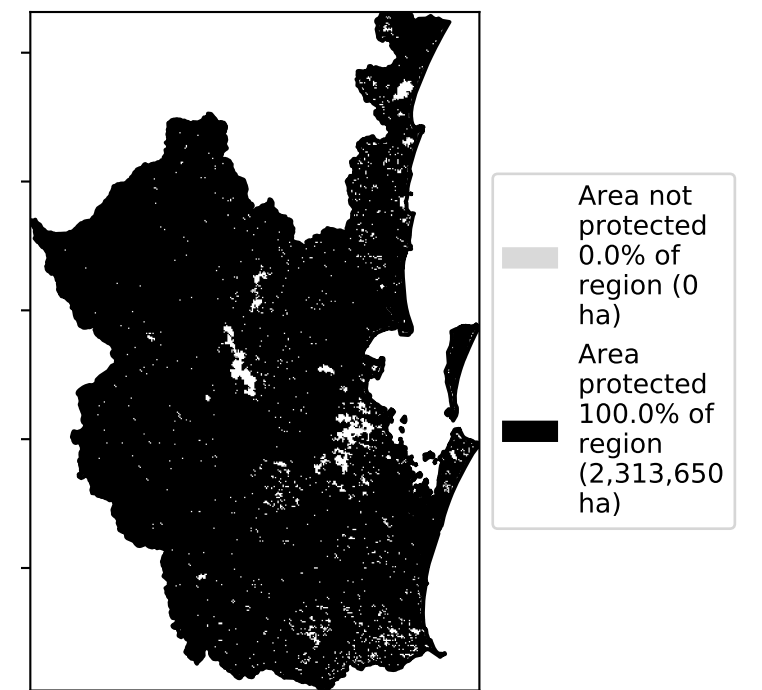 Area not
protected
0.0% of
region (0
ha)
Area
protected
100.0% of
region
(2,313,650
ha)